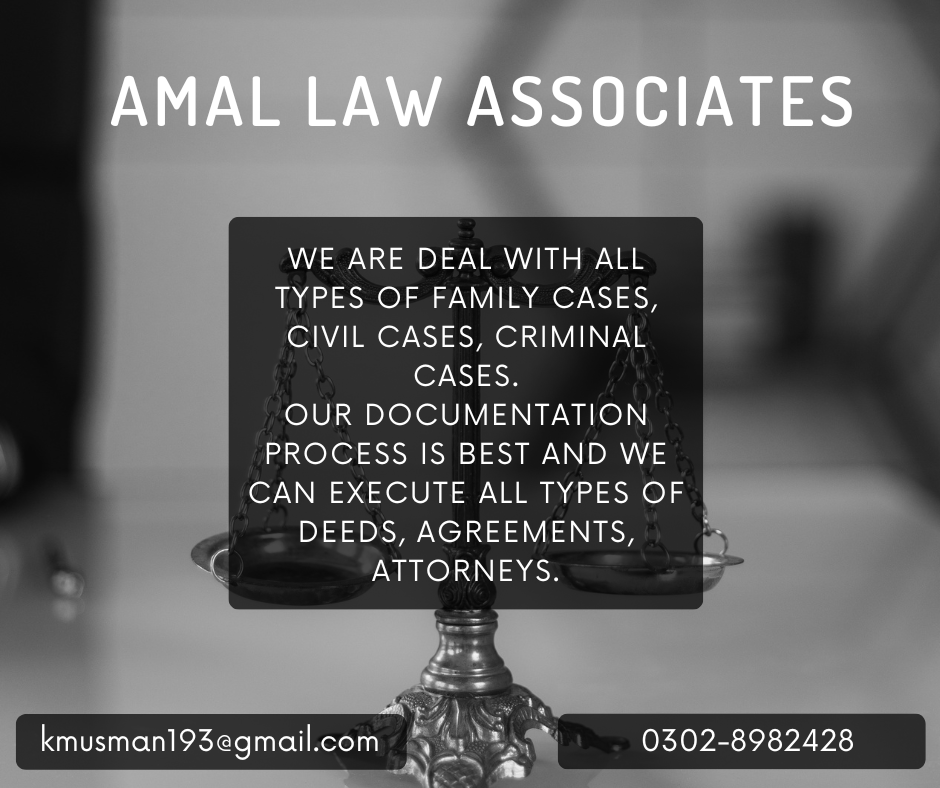 AMAL LAW ASSOCIATES
WE ARE DEAL WITH ALL
TYPES OF FAMILY CASES,
CIVIL CASES, CRIMINAL
CASES.
OUR DOCUMENTATION
PROCESS IS BEST AND WE
CAN EXECUTE ALL TYPES OF
DEEDS, AGREEMENTS,
ATTORNEYS.
kmusman193@gmail.com
0302-8982428